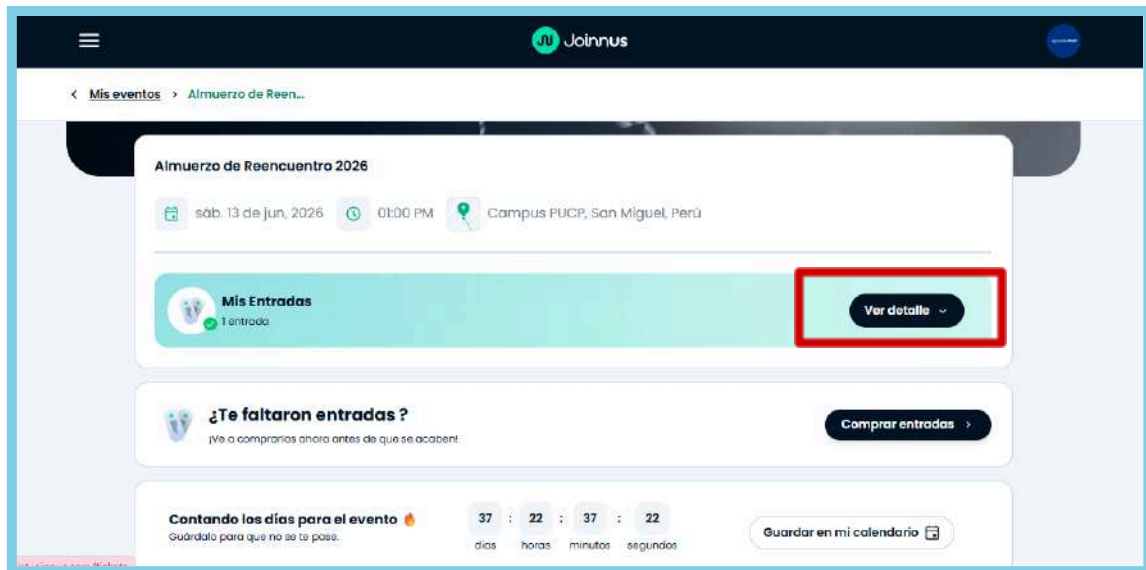 Joinnus
< Mis eventos > Almuerzo de Reen...
Almuerzo de Reencuentro 2026
sáb. 13 de jun, 2026 01:00 PM Campus PUCP, San Miguel, Perú
Mis Entradas
1 entrada
Ver detalle
¿Te faltaron entradas ?
¡Ve a comprarlas ahora antes de que se acaben!
Comprar entradas >
Contando los días para el evento 🔥
Guárdalo para que no se te pase.
37 : 22 : 37 : 22
días horas minutos segundos
Guardar en mi calendario